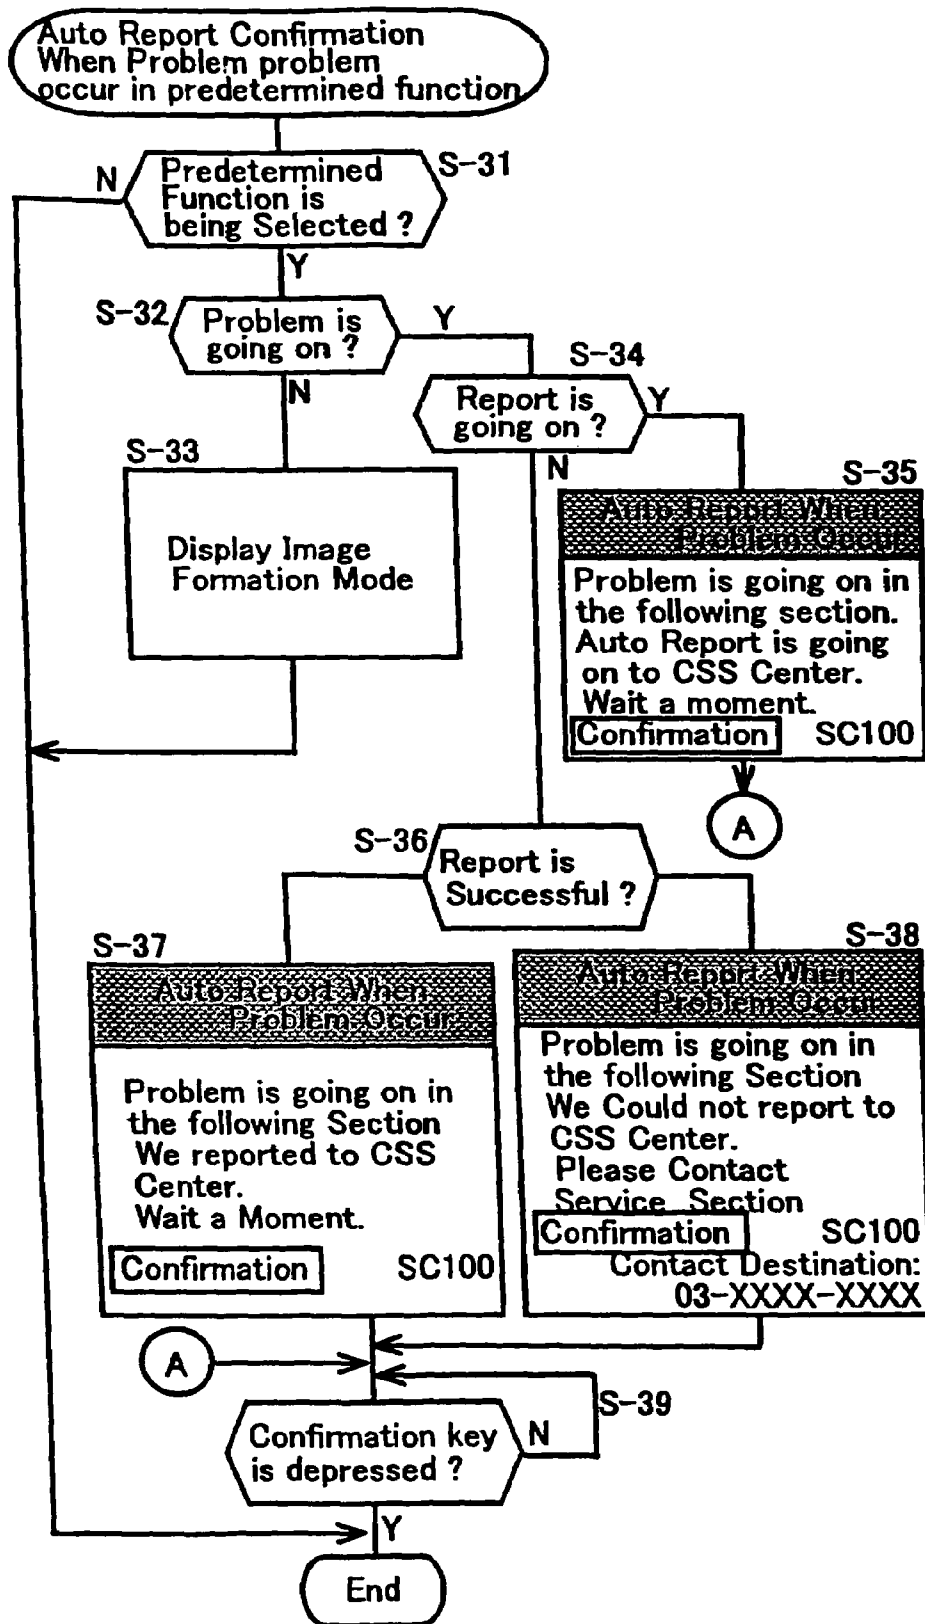 Auto Report Confirmation
When Problem problem
occur in predetermined function
S-31
N
Predetermined
Function is
being Selected ?
Y
S-32
Problem is
going on ?
Y
N
S-34
Report is
going on ?
Y
N
S-33
Display Image
Formation Mode
S-35
Auto Report When
Problem Occur
Problem is going on in
the following section.
Auto Report is going
on to CSS Center.
Wait a moment.
Confirmation
SC100
A
S-36
Report is
Successful ?
S-37
Auto Report When
Problem Occur
Problem is going on in
the following Section
We reported to CSS
Center.
Wait a Moment.
Confirmation
SC100
S-38
Auto Report When
Problem Occur
Problem is going on in
the following Section
We Could not report to
CSS Center.
Please Contact
Service Section
Confirmation
SC100
Contact Destination:
03-XXXX-XXXX
A
S-39
Confirmation key
is depressed ?
N
Y
End